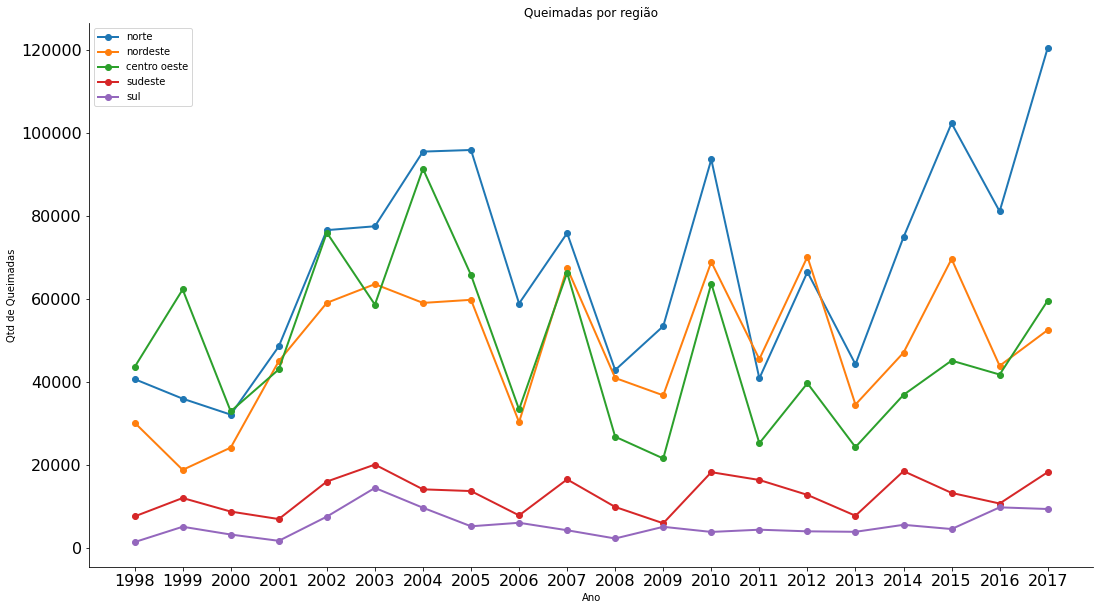 Queimadas por região
norte
nordeste
centro oeste
sudeste
sul
120000
100000
80000
60000
40000
20000
0
Qtd de Queimadas
1998 1999 2000 2001 2002 2003 2004 2005 2006 2007 2008 2009 2010 2011 2012 2013 2014 2015 2016 2017
Ano